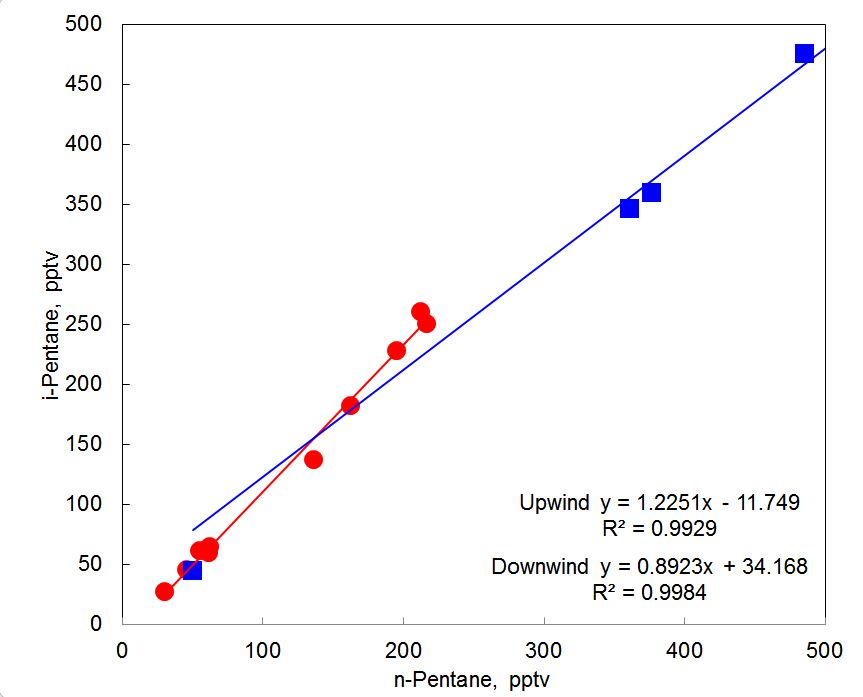 500
450
400
350
300
250
200
150
100
50
0
i-Pentane, pptv
Upwind y = 1.2251x - 11.749
R² = 0.9929
Downwind y = 0.8923x + 34.168
R² = 0.9984
0 100 200 300 400 500
n-Pentane, pptv